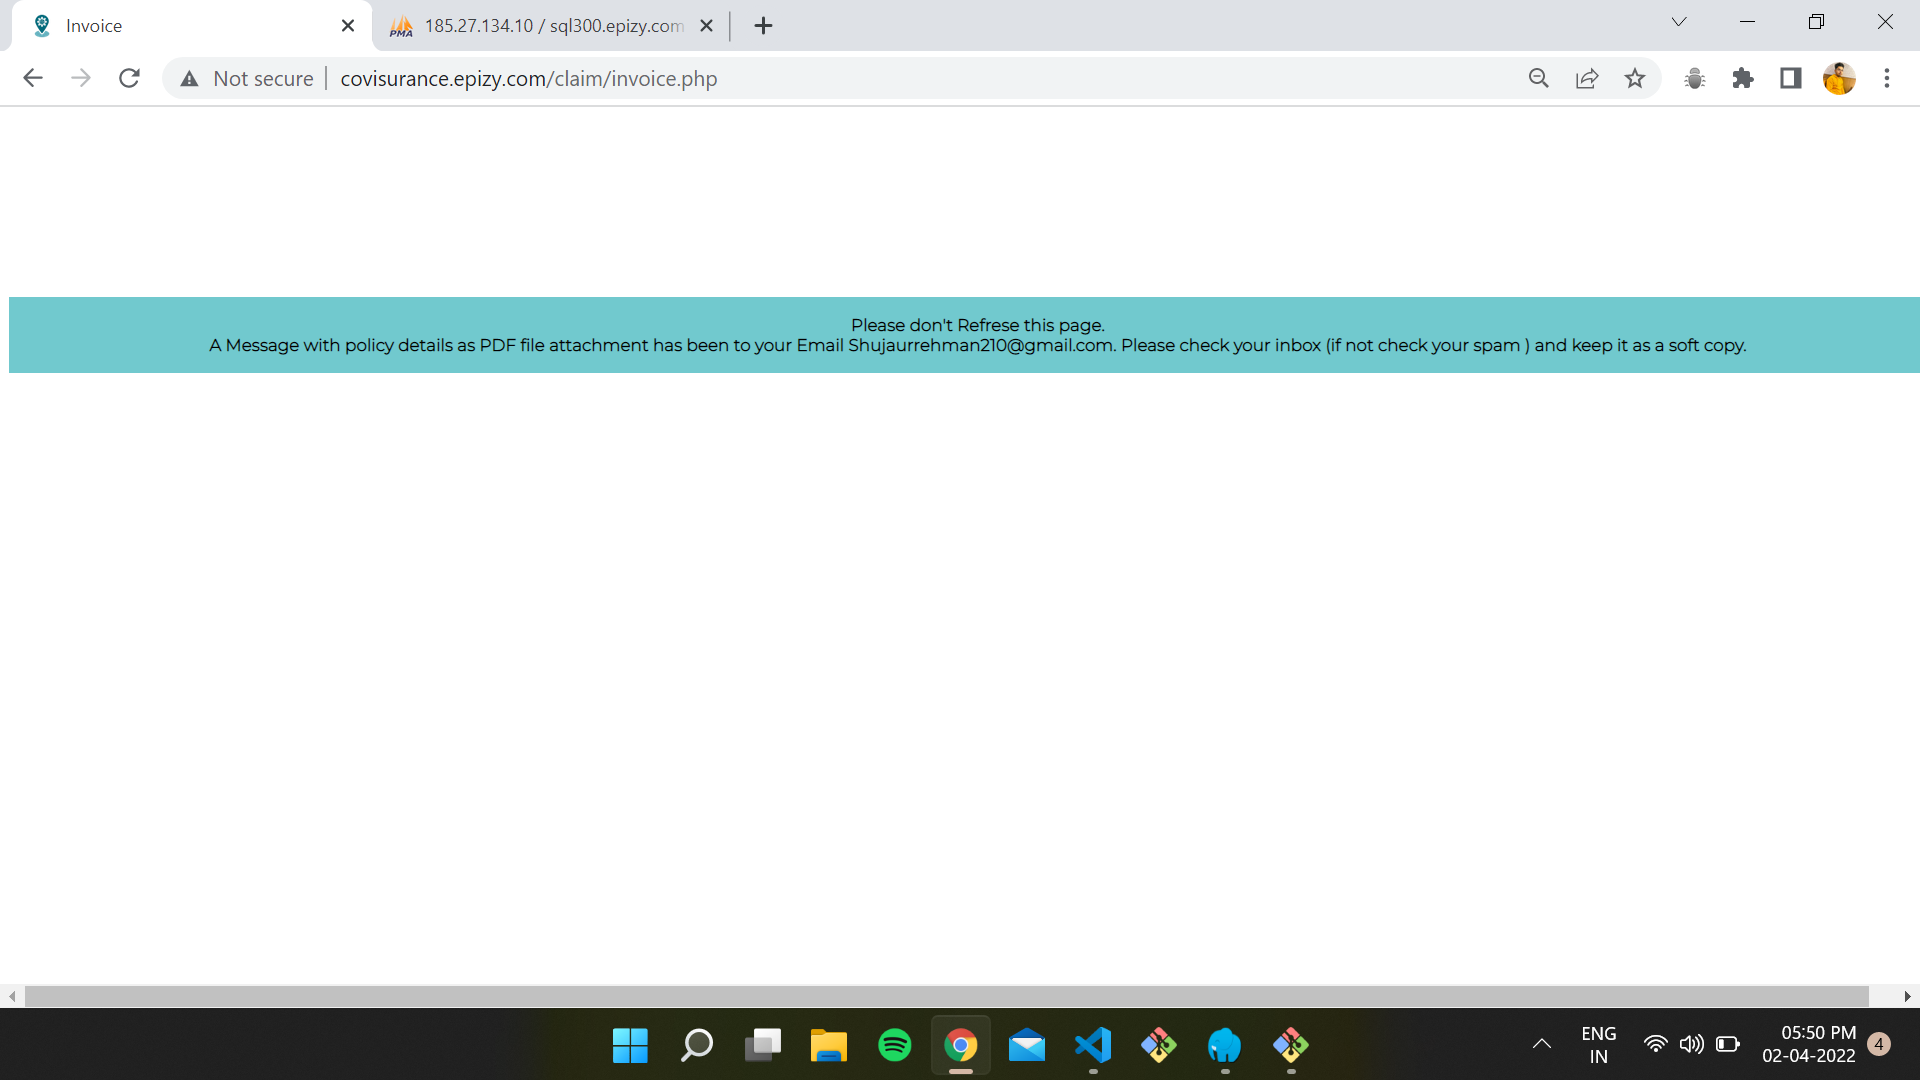 Invoice
PMA
185.27.134.10 / sql300.epizy.com
Not secure
covisurance.epizy.com/claim/invoice.php
Please don't Refrese this page.
A Message with policy details as PDF file attachment has been to your Email Shujaurrehman210@gmail.com. Please check your inbox (if not check your spam ) and keep it as a soft copy.
ENG
IN
05:50 PM
02-04-2022
4